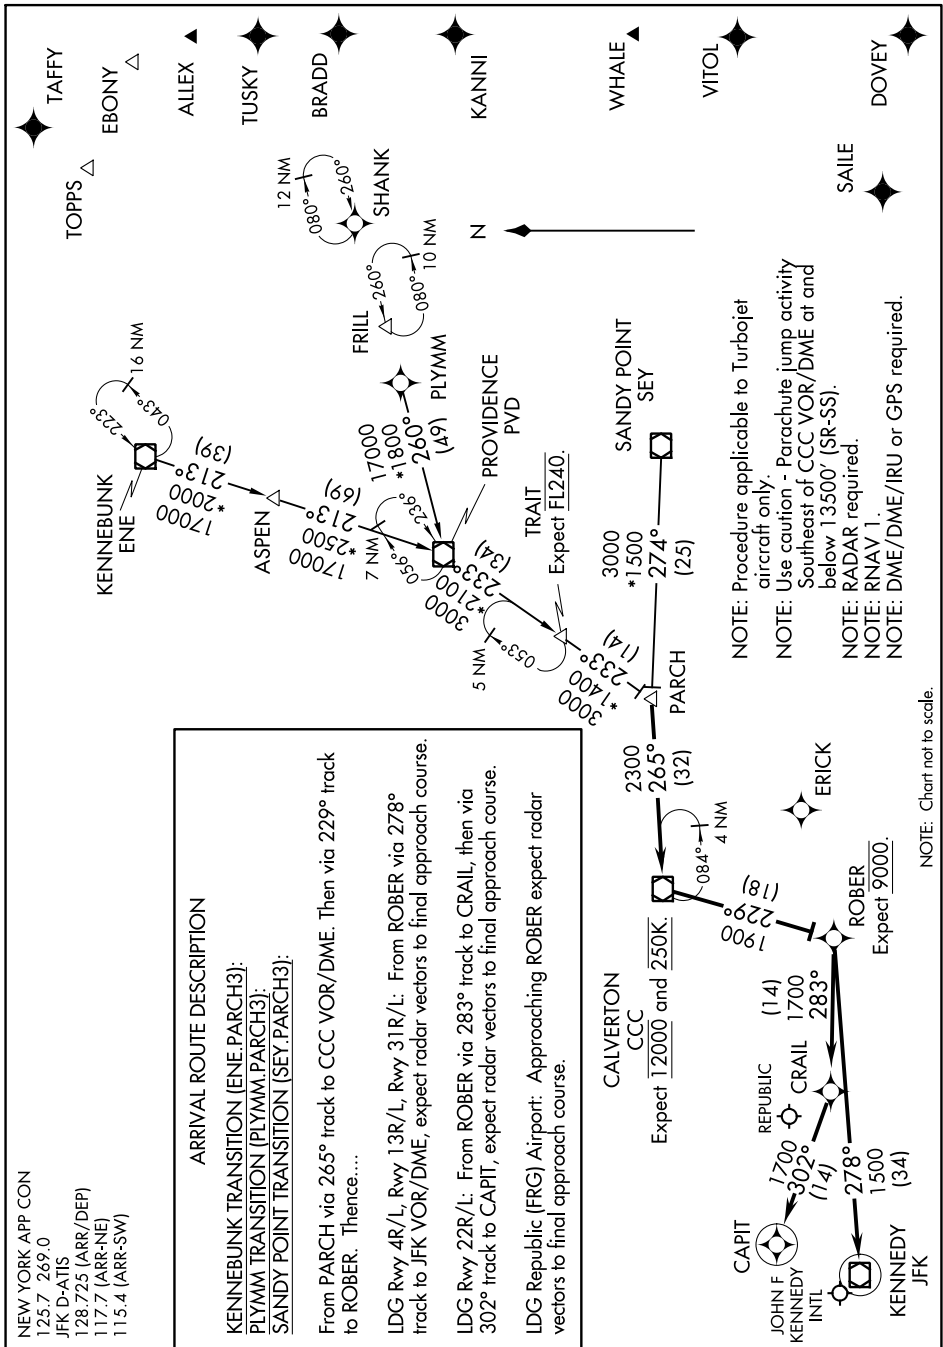 NEW YORK APP CON
125.7 269.0
JFK D-ATIS
128.725 (ARR/DEP)
117.7 (ARR-NE)
115.4 (ARR-SW)
ARRIVAL ROUTE DESCRIPTION
KENNEBUNK TRANSITION (ENE.PARCH3):
PLYMM TRANSITION (PLYMM.PARCH3):
SANDY POINT TRANSITION (SEY.PARCH3):
From PARCH via 265° track to CCC VOR/DME. Then via 229° track
to ROBER. Thence....
LDG Rwy 4R/L, Rwy 13R/L, Rwy 31R/L: From ROBER via 278°
track to JFK VOR/DME, expect radar vectors to final approach course.
LDG Rwy 22R/L: From ROBER via 283° track to CRAIL, then via
302° track to CAPIT, expect radar vectors to final approach course.
LDG Republic (FRG) Airport: Approaching ROBER expect radar
vectors to final approach course.
TOPPS
TAFFY
EBONY
ALLEX
TUSKY
BRADD
KANNI
WHALE
VITOL
DOVEY
SAILE
KENNEBUNK
ENE
223°
043°
16 NM
17000
*2000
213°
(39)
ASPEN
17000
*2500
213°
(69)
12 NM
080°
260°
SHANK
FRILL
260°
080°
10 NM
N
PLYMM
17000
*1800
260°
(49)
PROVIDENCE
PVD
7 NM
236°
056°
3000
*2100
233°
(34)
TRAIT
Expect FL240.
5 NM
053°
3000
*1400
233°
(14)
SANDY POINT
SEY
3000
*1500
274°
(25)
PARCH
2300
265°
(32)
084°
4 NM
CALVERTON
CCC
Expect 12000 and 250K.
1900
229°
(18)
ERICK
ROBER
Expect 9000.
(14)
1700
283°
CRAIL
REPUBLIC
1700
302°
(14)
278°
1500
(34)
CAPIT
JOHN F
KENNEDY
INTL
KENNEDY
JFK
NOTE: Procedure applicable to Turbojet
aircraft only.
NOTE: Use caution - Parachute jump activity
Southeast of CCC VOR/DME at and
below 13500' (SR-SS).
NOTE: RADAR required.
NOTE: RNAV 1.
NOTE: DME/DME/IRU or GPS required.
NOTE: Chart not to scale.